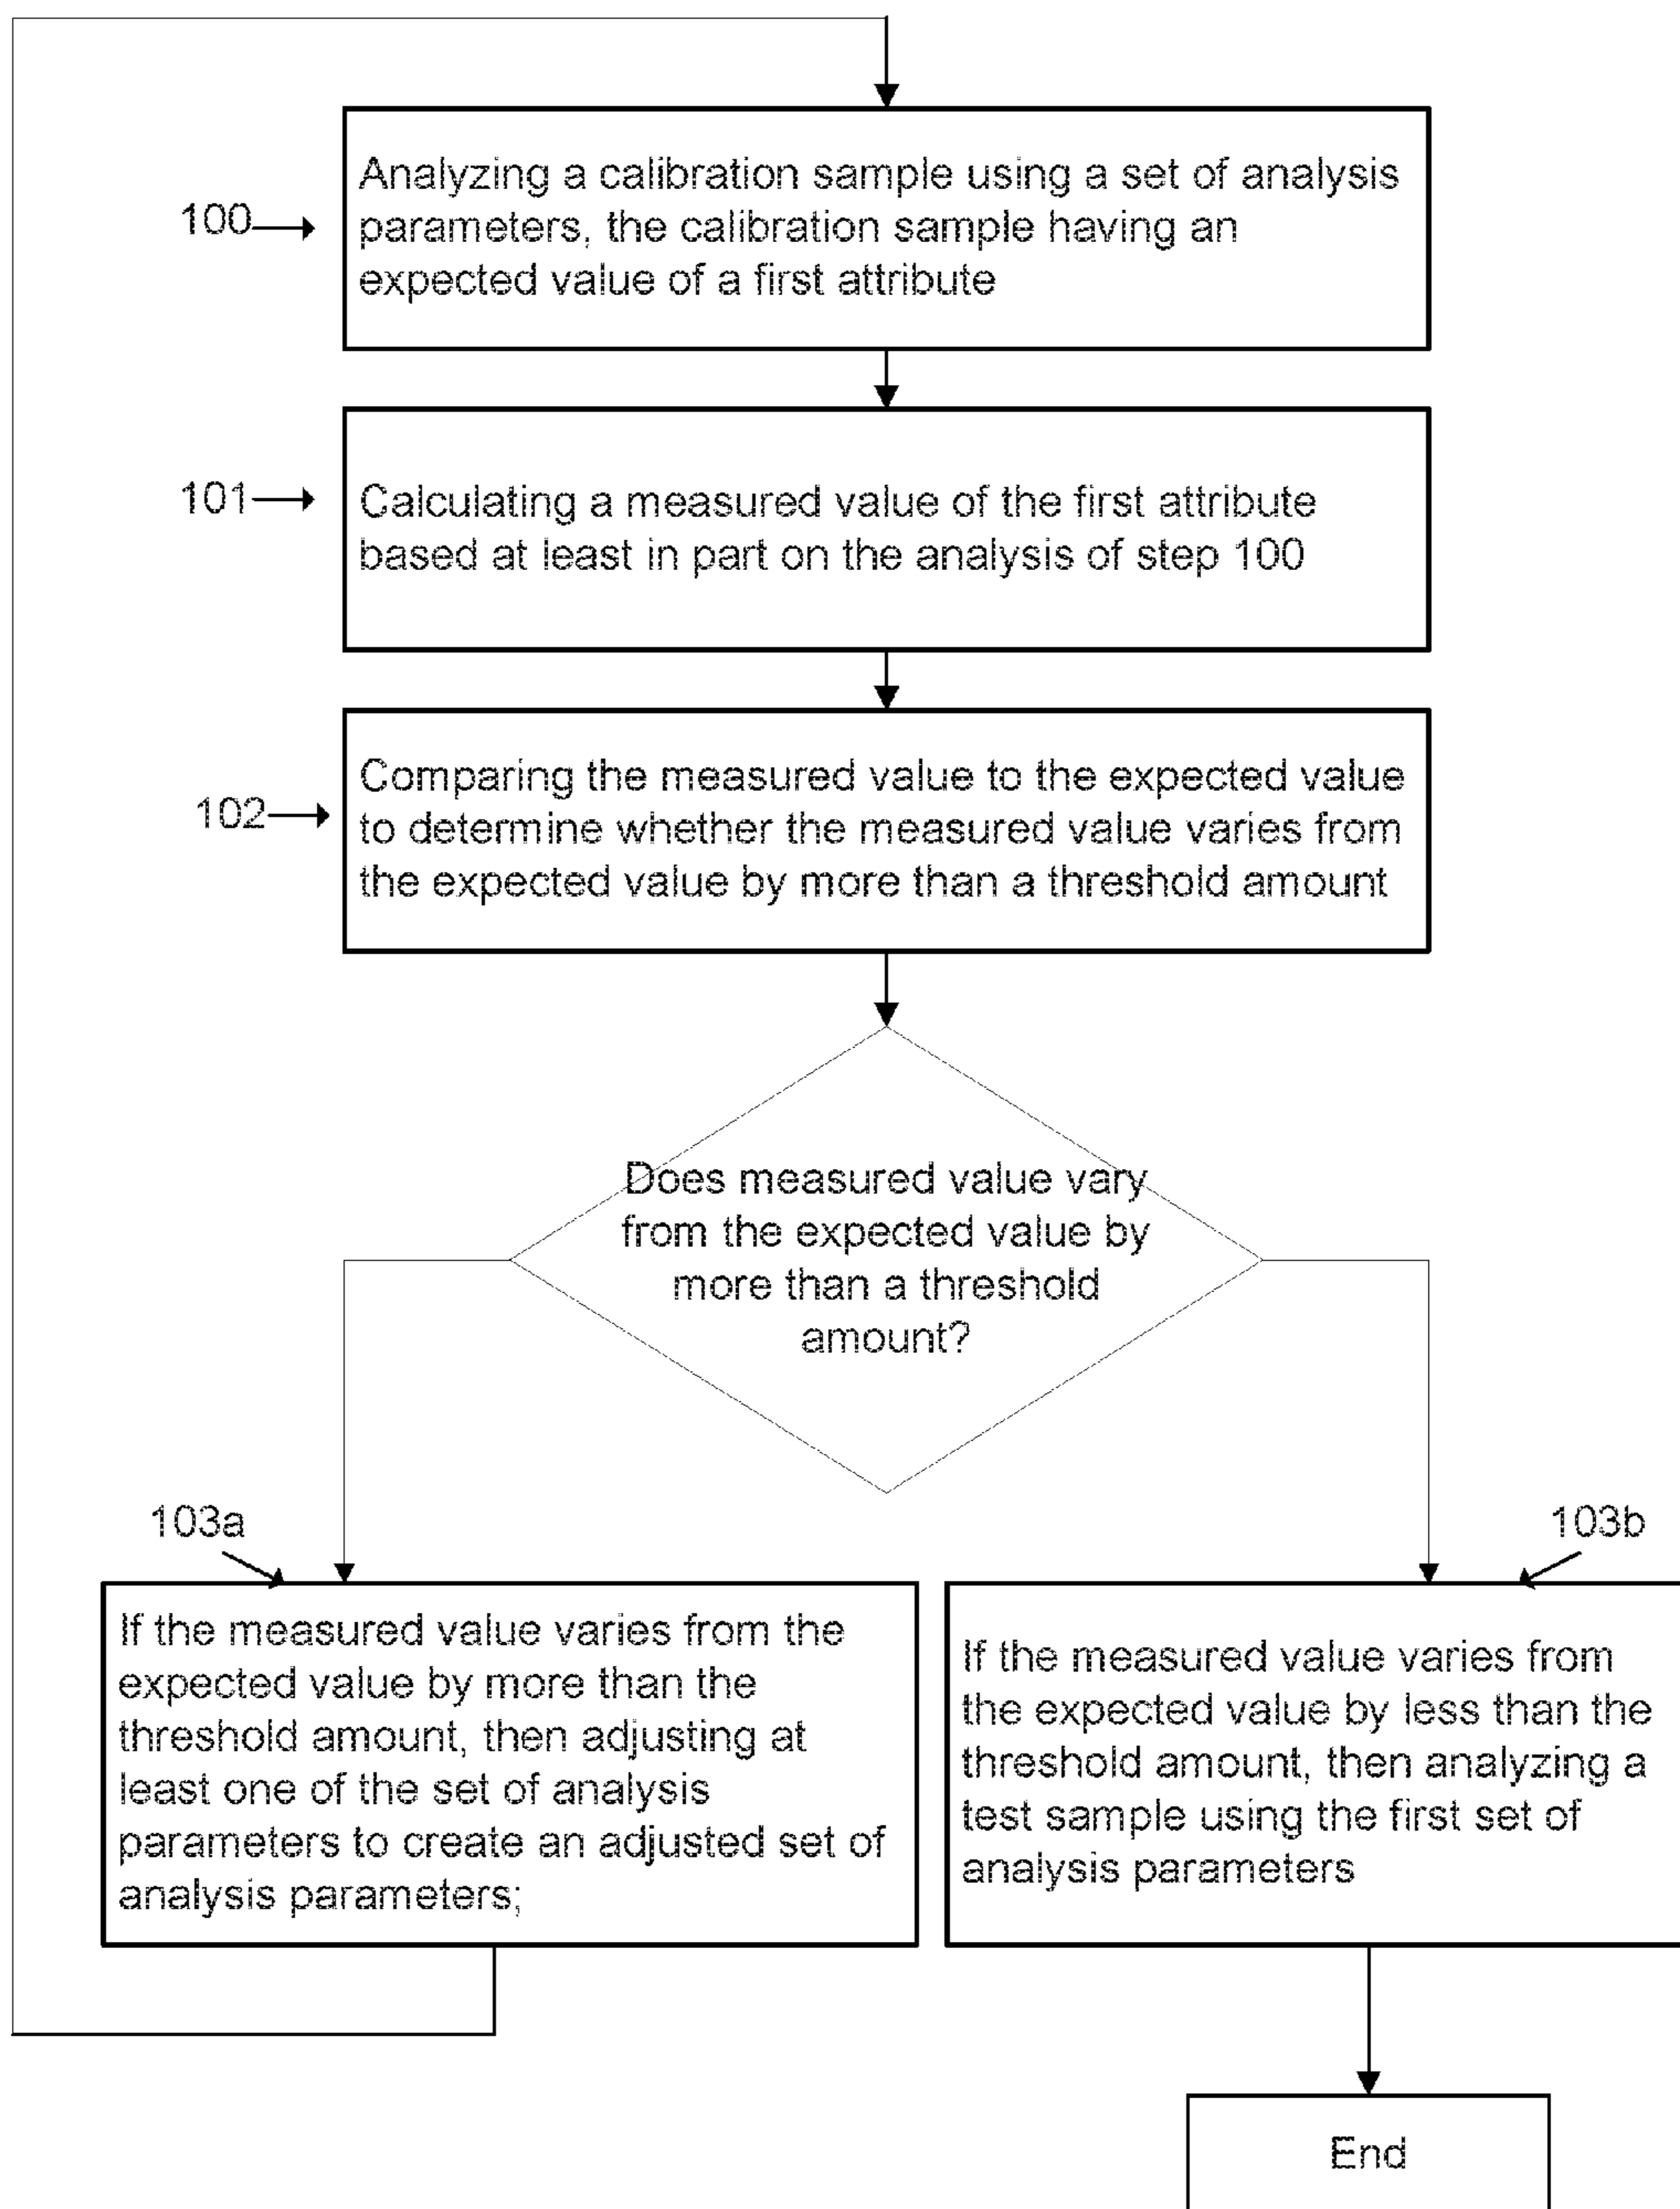 100
Analyzing a calibration sample using a set of analysis
parameters, the calibration sample having an
expected value of a first attribute
101
Calculating a measured value of the first attribute
based at least in part on the analysis of step 100
102
Comparing the measured value to the expected value
to determine whether the measured value varies from
the expected value by more than a threshold amount
Does measured value vary
from the expected value by
more than a threshold
amount?
103a
If the measured value varies from the
expected value by more than the
threshold amount, then adjusting at
least one of the set of analysis
parameters to create an adjusted set of
analysis parameters;
103b
If the measured value varies from
the expected value by less than the
threshold amount, then analyzing a
test sample using the first set of
analysis parameters
End